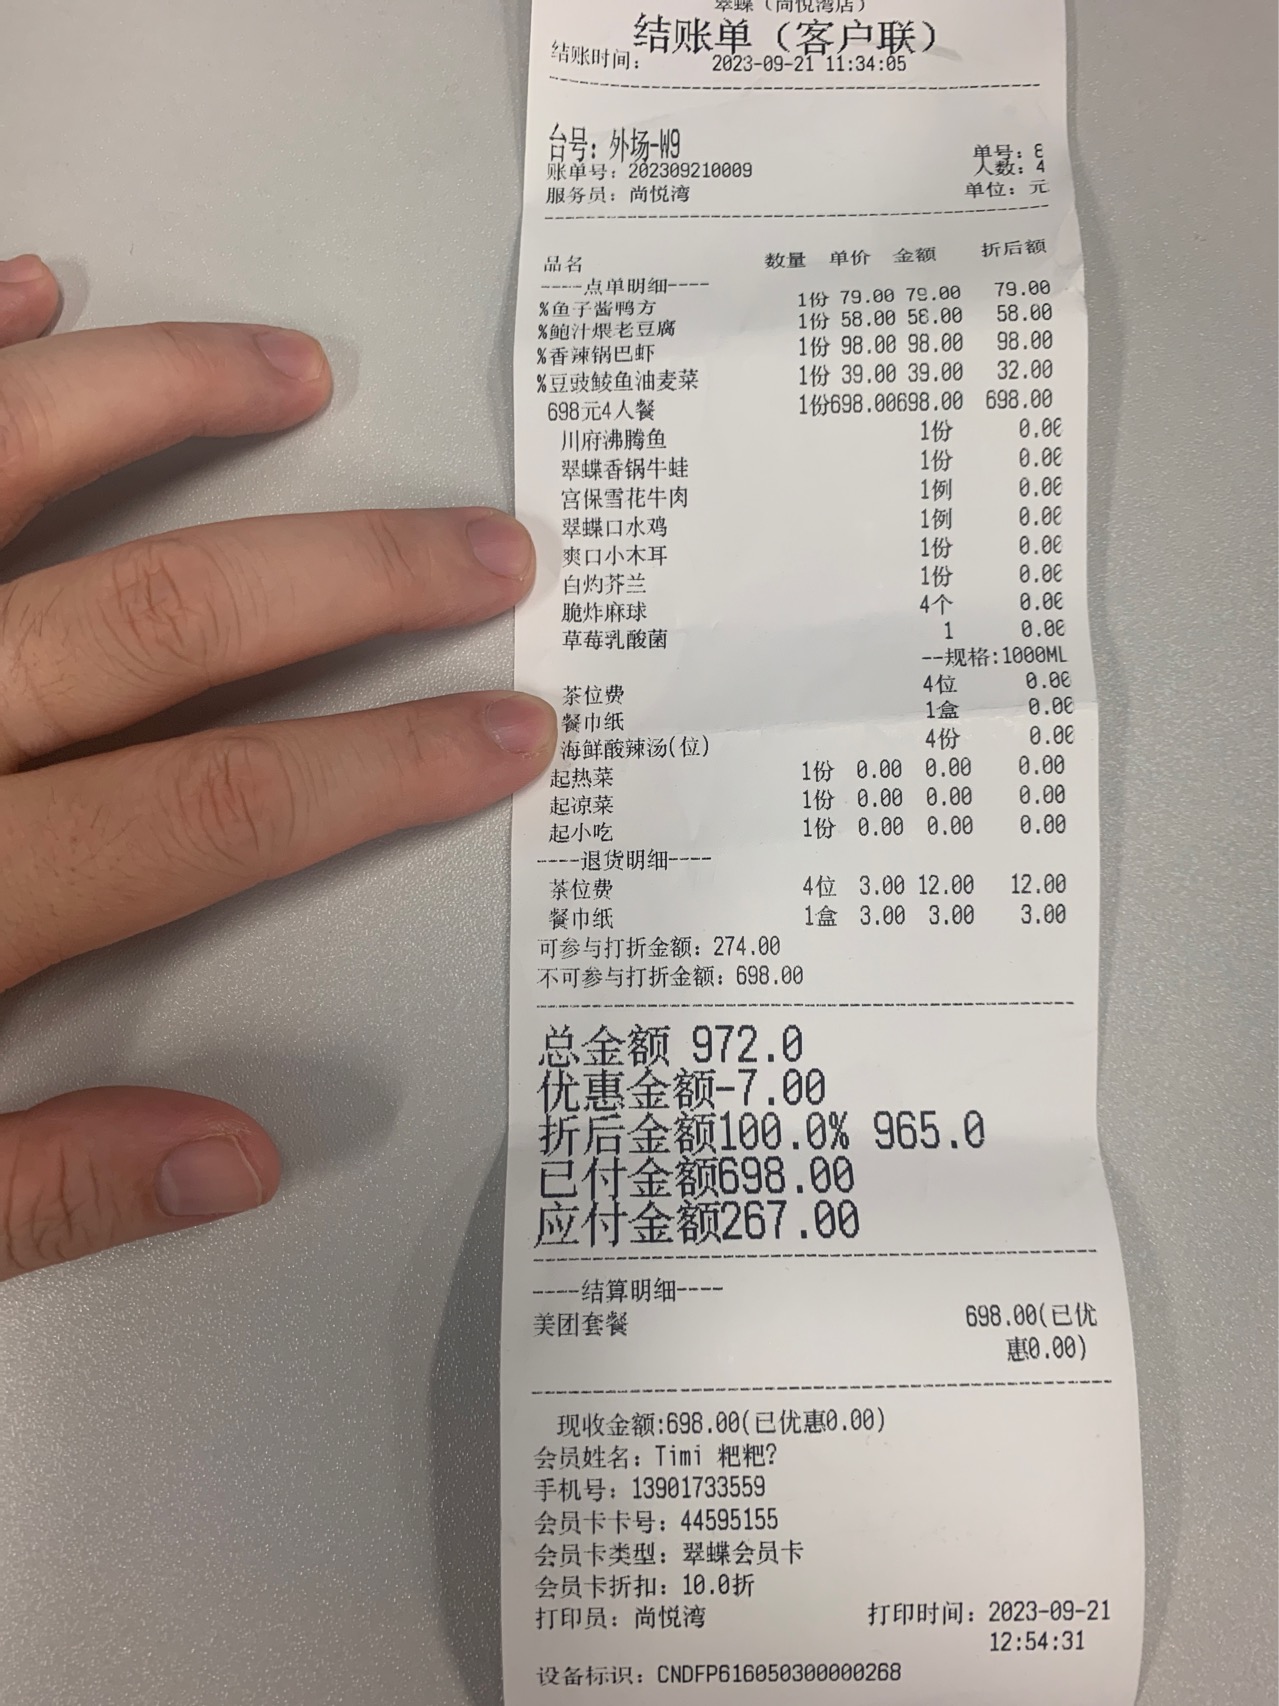 翠蝶（尚悦湾店）
结账单（客户联）
结账时间： 2023-09-21 11:34:05
台号：外场-W9
单号：8
账单号：202309210009 人数：4
服务员：尚悦湾 单位：元
品名 数量 单价 金额 折后额
----点单明细----
%鱼子酱鸭方 1份 79.00 79.00 79.00
%鲍汁煨老豆腐 1份 58.00 58.00 58.00
%香辣锅巴虾 1份 98.00 98.00 98.00
%豆豉鲮鱼油麦菜 1份 39.00 39.00 32.00
698元4人餐 1份698.00698.00 698.00
川府沸腾鱼 1份 0.00
翠蝶香锅牛蛙 1份 0.00
宫保雪花牛肉 1例 0.00
翠蝶口水鸡 1例 0.00
爽口小木耳 1份 0.00
白灼芥兰 1份 0.00
脆炸麻球 4个 0.00
草莓乳酸菌 1 0.00
--规格:1000ML
茶位费 4位 0.00
餐巾纸 1盒 0.00
海鲜酸辣汤(位) 4份 0.00
起热菜 1份 0.00 0.00 0.00
起凉菜 1份 0.00 0.00 0.00
起小吃 1份 0.00 0.00 0.00
----退货明细----
茶位费 4位 3.00 12.00 12.00
餐巾纸 1盒 3.00 3.00 3.00
可参与打折金额：274.00
不可参与打折金额：698.00
总金额 972.0
优惠金额-7.00
折后金额100.0% 965.0
已付金额698.00
应付金额267.00
----结算明细----
美团套餐 698.00(已优
惠0.00)
现收金额:698.00(已优惠0.00)
会员姓名：Timi 粑粑?
手机号：13901733559
会员卡卡号：44595155
会员卡类型：翠蝶会员卡
会员卡折扣：10.0折
打印员：尚悦湾 打印时间：2023-09-21
12:54:31
设备标识：CNDFP616050300000268